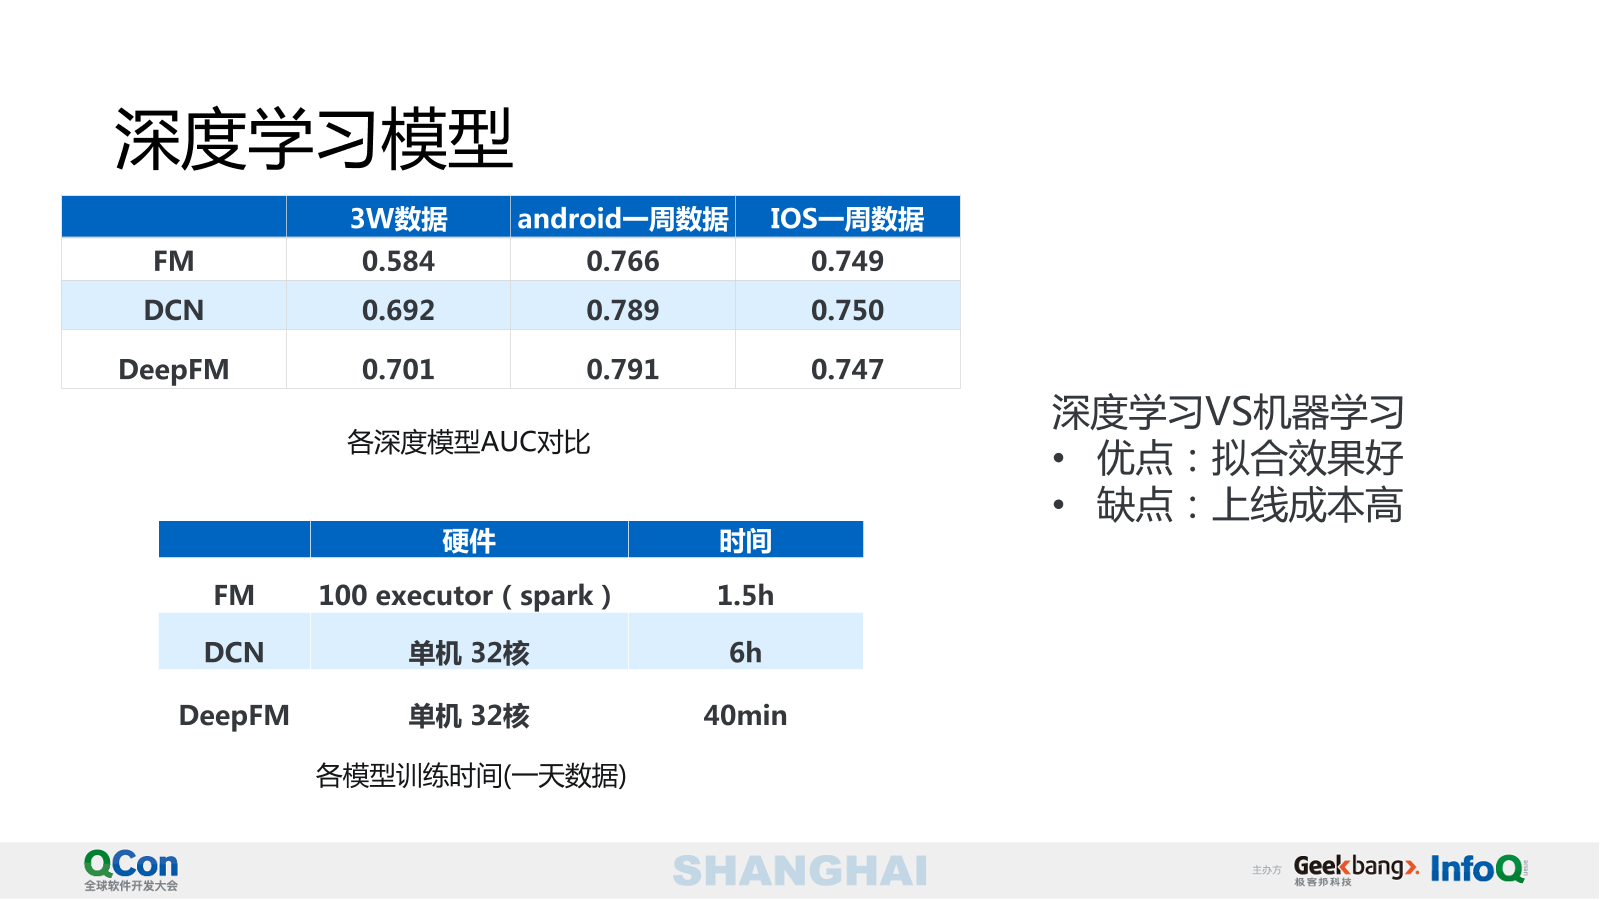 深度学习模型
3W数据 android一周数据 IOS一周数据
FM 0.584 0.766 0.749
DCN 0.692 0.789 0.750
DeepFM 0.701 0.791 0.747
各深度模型AUC对比
深度学习VS机器学习
• 优点：拟合效果好
• 缺点：上线成本高
硬件 时间
FM 100 executor（spark） 1.5h
DCN 单机 32核 6h
DeepFM 单机 32核 40min
各模型训练时间(一天数据)
QCon
全球软件开发大会
SHANGHAI
主办方
Geekbang
极客邦科技
InfoQ